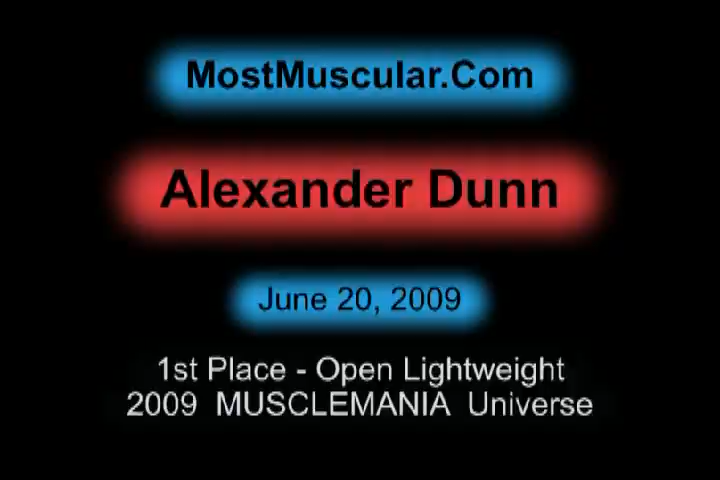 MostMuscular.Com
Alexander Dunn
June 20, 2009
1st Place - Open Lightweight
2009 MUSCLEMANIA Universe